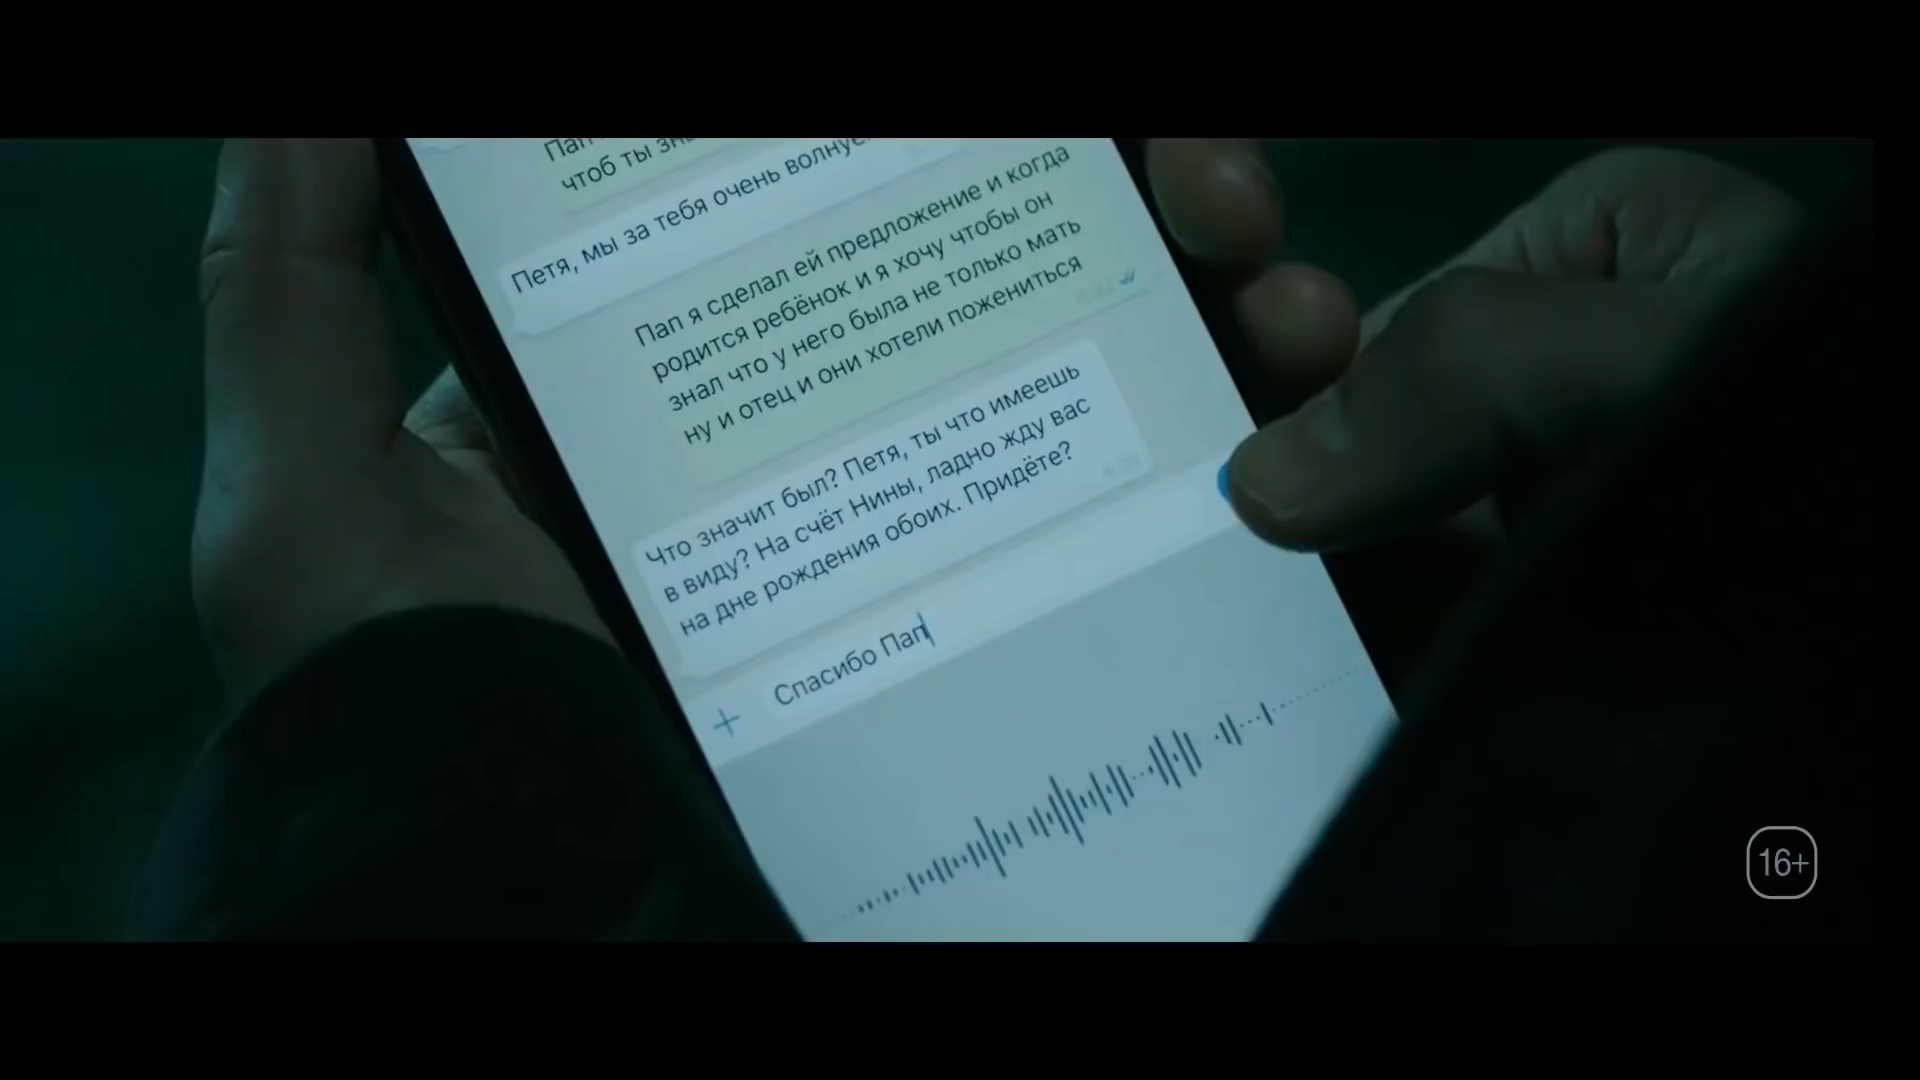 чтоб ты
Петя, мы за тебя очень
Пап я сделал ей предложение и когда
родится ребёнок и я хочу чтобы он
знал что у него была не только мать
ну и отец и они хотели пожениться
Что значит был? Петя, ты что имеешь
в виду? На счёт Нины, ладно жду вас
на дне рождения обоих. Придёте?
Спасибо Пап
16+